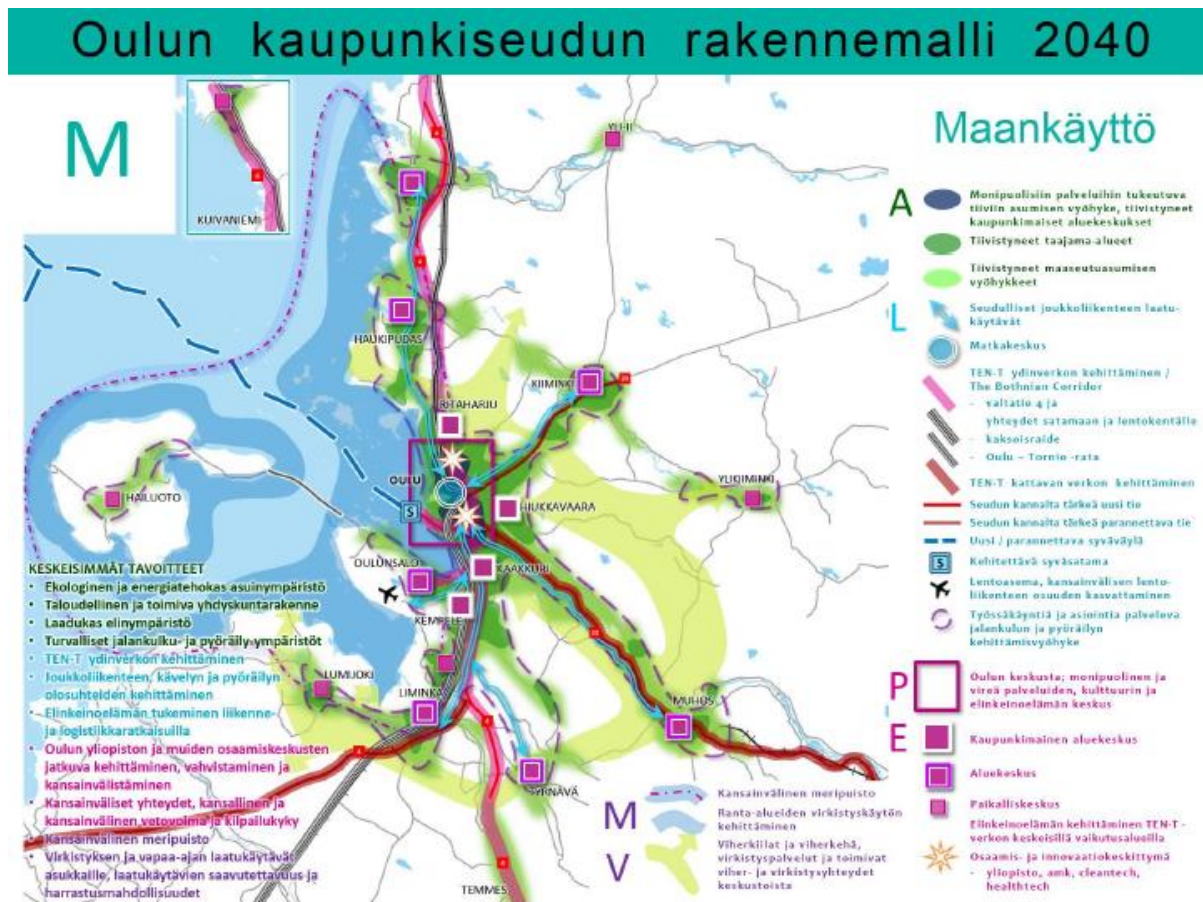 Oulun kaupunkiseudun rakennemalli 2040
M
KUIVANIEMI
YLI-II
HAUKIPUDAS
KIIMINKI
RITAHARJU
OULU
S
HIUKKAVAARA
YLIKIIMINKI
HAILUOTO
OULUNSALO
KAAKKURI
KEMPELE
LUMIJOKI
LIMINKA
MUHOS
TYRNÄVÄ
TEMMES
4
4
4
4
4
KESKEISIMMÄT TAVOITTEET
• Ekologinen ja energiatehokas asuinympäristö
• Taloudellinen ja toimiva yhdyskuntarakenne
• Laadukas elinympäristö
• Turvalliset jalankulku- ja pyöräily-ympäristöt
• TEN-T ydinverkon kehittäminen
• Joukkoliikenteen, kävelyn ja pyöräilyn
olosuhteiden kehittäminen
• Elinkeinoelämän tukeminen liikenne-
ja logistiikkaratkaisuilla
• Oulun yliopiston ja muiden osaamiskeskusten
jatkuva kehittäminen, vahvistaminen ja
kansainvälistäminen
• Kansainväliset yhteydet, kansallinen ja
kansainvälinen vetovoima ja kilpailukyky
• Kansainvälinen meripuisto
• Virkistyksen ja vapaa-ajan laatukäytävät
asukkaille, laatukäytävien saavutettavuus ja
harrastusmahdollisuudet
M
V
Kansainvälinen meripuisto
Ranta-alueiden virkistyskäytön
kehittäminen
Viherkiilat ja viherkehä,
virkistyspalvelut ja toimivat
viher- ja virkistysyhteydet
keskustoista
Maankäyttö
A
Monipuolisiin palveluihin tukeutuva
tiiviin asumisen vyöhyke, tiivistyneet
kaupunkimaiset aluekeskukset
Tiivistyneet taajama-alueet
Tiivistyneet maaseutuasumisen
vyöhykkeet
L
Seudulliset joukkoliikenteen laatu-
käytävät
Matkakeskus
TEN-T ydinverkon kehittäminen /
The Bothnian Corridor
- valtatie 4 ja
yhteydet satamaan ja lentokentälle
- kaksoisraide
- Oulu – Tornio -rata
TEN-T kattavan verkon kehittäminen
Seudun kannalta tärkeä uusi tie
Seudun kannalta tärkeä parannettava tie
Uusi / parannettava syväväylä
S
Kehitettävä syväsatama
Lentoasema, kansainvälisen lento-
liikenteen osuuden kasvattaminen
Työssäkäyntiä ja asiointia palveleva
jalankulun ja pyöräilyn
kehittämisvyöhyke
P
Oulun keskusta; monipuolinen ja
vireä palveluiden, kulttuurin ja
elinkeinoelämän keskus
E
Kaupunkimainen aluekeskus
Aluekeskus
Paikalliskeskus
Elinkeinoelämän kehittäminen TEN-T -
verkon keskeisillä vaikutusalueilla
Osaamis- ja innovaatiokeskittymä
- yliopisto, amk, cleantech,
healthtech